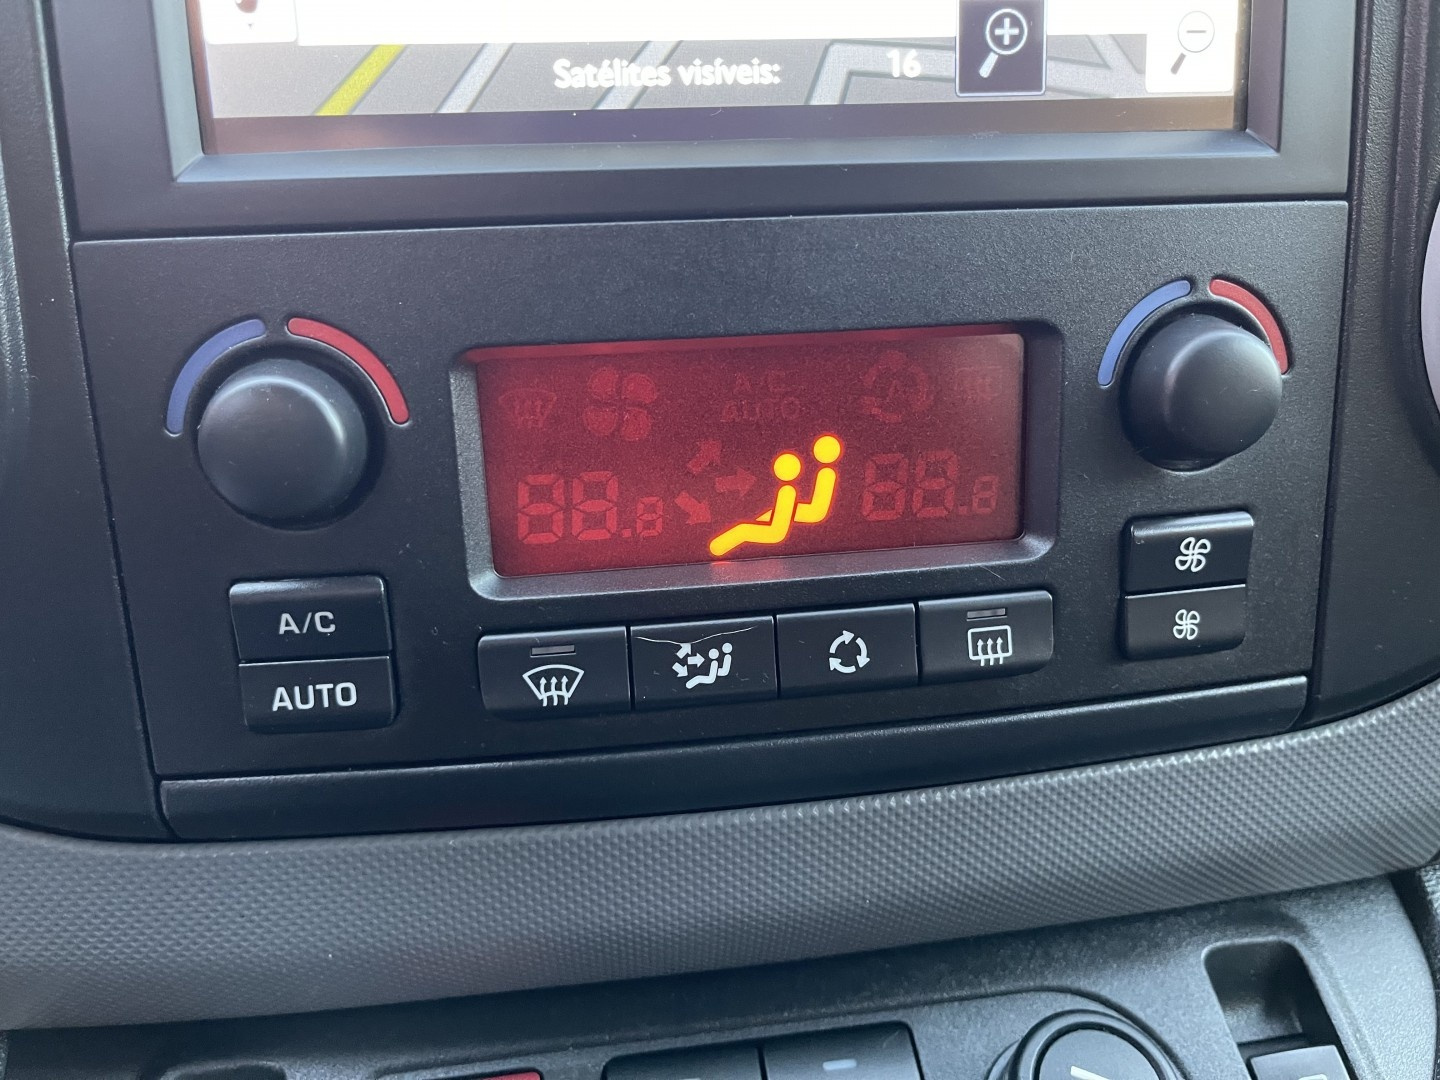 Satélites visíveis: 16
A/C
AUTO
88.8
88.8
A/C
AUTO